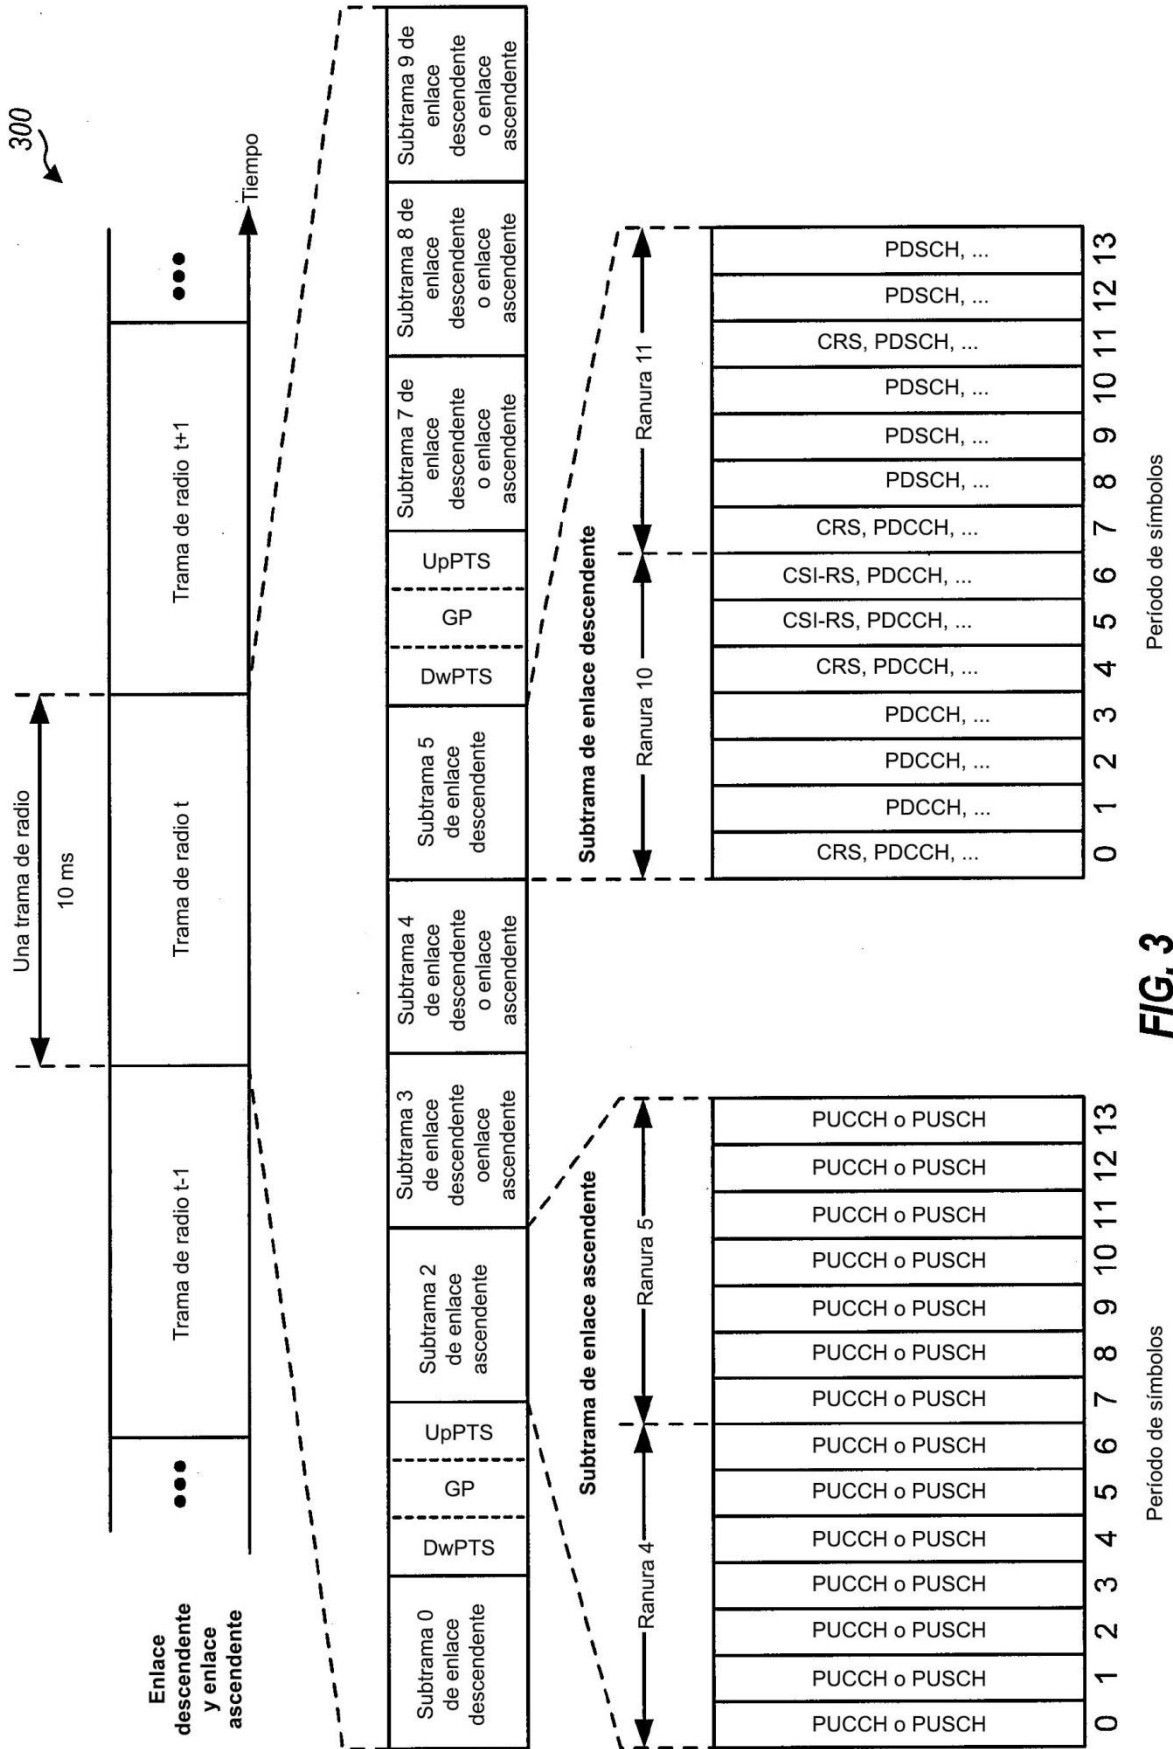 300
Una trama de radio
10 ms
Enlace
descendente
y enlace
ascendente
●●●
Trama de radio t-1
Trama de radio t
Trama de radio t+1
●●●
Tiempo
Subtrama 0
de enlace
descendente
DwPTS
GP
UpPTS
Subtrama 2
de enlace
ascendente
Subtrama 3
de enlace
descendente
oenlace
ascendente
Subtrama 4
de enlace
descendente
o enlace
ascendente
Subtrama 5
de enlace
descendente
DwPTS
GP
UpPTS
Subtrama 7 de
enlace
descendente
o enlace
ascendente
Subtrama 8 de
enlace
descendente
o enlace
ascendente
Subtrama 9 de
enlace
descendente
o enlace
ascendente
Subtrama de enlace ascendente
Ranura 4
Ranura 5
PUCCH o PUSCH
PUCCH o PUSCH
PUCCH o PUSCH
PUCCH o PUSCH
PUCCH o PUSCH
PUCCH o PUSCH
PUCCH o PUSCH
PUCCH o PUSCH
PUCCH o PUSCH
PUCCH o PUSCH
PUCCH o PUSCH
PUCCH o PUSCH
PUCCH o PUSCH
PUCCH o PUSCH
0 1 2 3 4 5 6 7 8 9 10 11 12 13
Período de símbolos
Subtrama de enlace descendente
Ranura 10
Ranura 11
CRS, PDCCH, ...
PDCCH, ...
PDCCH, ...
PDCCH, ...
CRS, PDCCH, ...
CSI-RS, PDCCH, ...
CSI-RS, PDCCH, ...
CRS, PDCCH, ...
PDSCH, ...
PDSCH, ...
PDSCH, ...
CRS, PDSCH, ...
PDSCH, ...
PDSCH, ...
0 1 2 3 4 5 6 7 8 9 10 11 12 13
Período de símbolos
FIG. 3